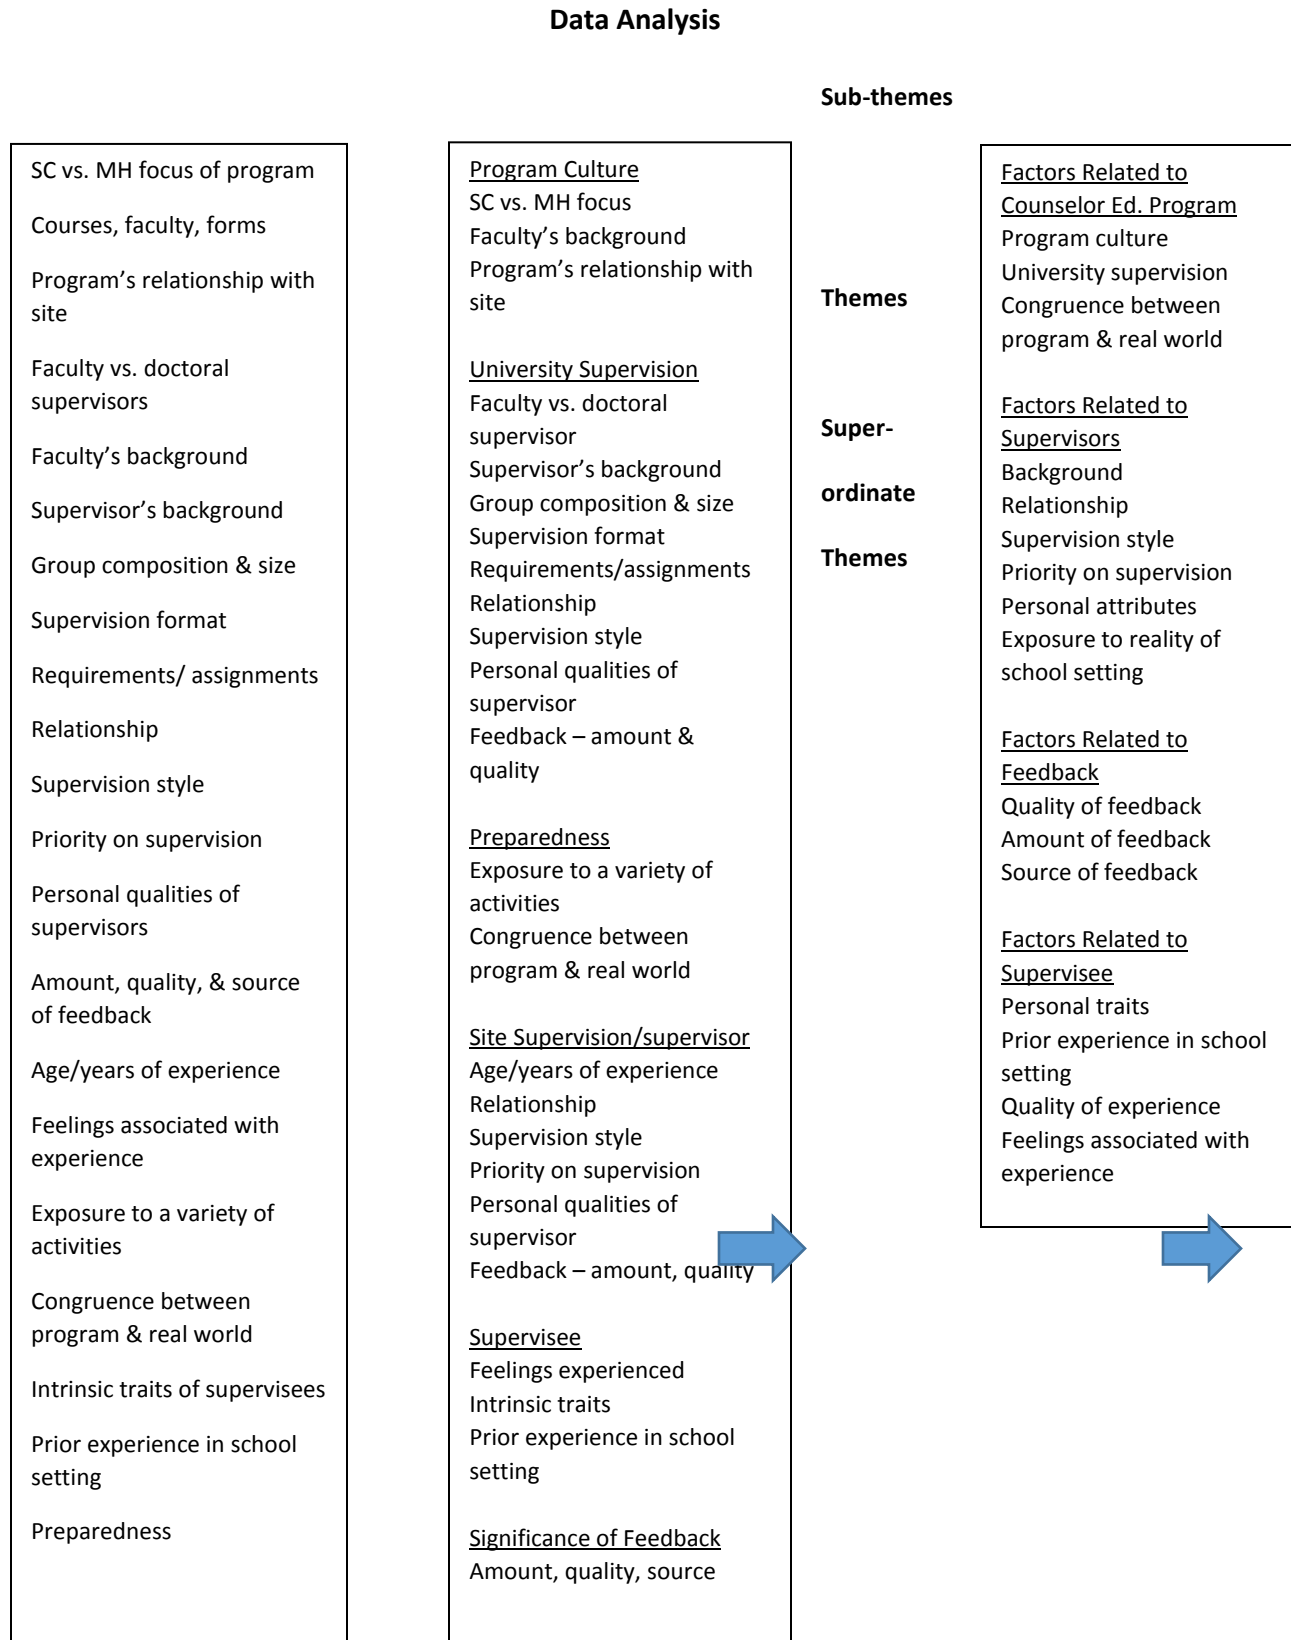 Data Analysis
Sub-themes
SC vs. MH focus of program
Courses, faculty, forms
Program’s relationship with
site
Faculty vs. doctoral
supervisors
Faculty’s background
Supervisor’s background
Group composition & size
Supervision format
Requirements/ assignments
Relationship
Supervision style
Priority on supervision
Personal qualities of
supervisors
Amount, quality, & source
of feedback
Age/years of experience
Feelings associated with
experience
Exposure to a variety of
activities
Congruence between
program & real world
Intrinsic traits of supervisees
Prior experience in school
setting
Preparedness
Program Culture
SC vs. MH focus
Faculty’s background
Program’s relationship with
site
University Supervision
Faculty vs. doctoral
supervisor
Supervisor’s background
Group composition & size
Supervision format
Requirements/assignments
Relationship
Supervision style
Personal qualities of
supervisor
Feedback – amount &
quality
Preparedness
Exposure to a variety of
activities
Congruence between
program & real world
Site Supervision/supervisor
Age/years of experience
Relationship
Supervision style
Priority on supervision
Personal qualities of
supervisor
Feedback – amount, quality
Supervisee
Feelings experienced
Intrinsic traits
Prior experience in school
setting
Significance of Feedback
Amount, quality, source
Themes
Super-
ordinate
Themes
Factors Related to
Counselor Ed. Program
Program culture
University supervision
Congruence between
program & real world
Factors Related to
Supervisors
Background
Relationship
Supervision style
Priority on supervision
Personal attributes
Exposure to reality of
school setting
Factors Related to
Feedback
Quality of feedback
Amount of feedback
Source of feedback
Factors Related to
Supervisee
Personal traits
Prior experience in school
setting
Quality of experience
Feelings associated with
experience